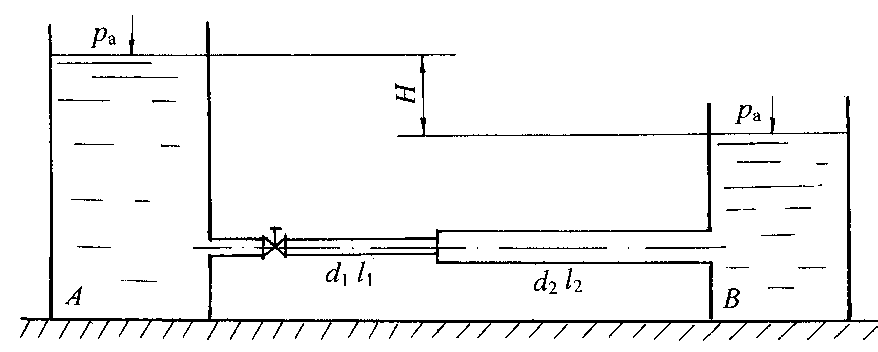 pₐ
H
pₐ
d₁ l₁
d₂ l₂
A
B